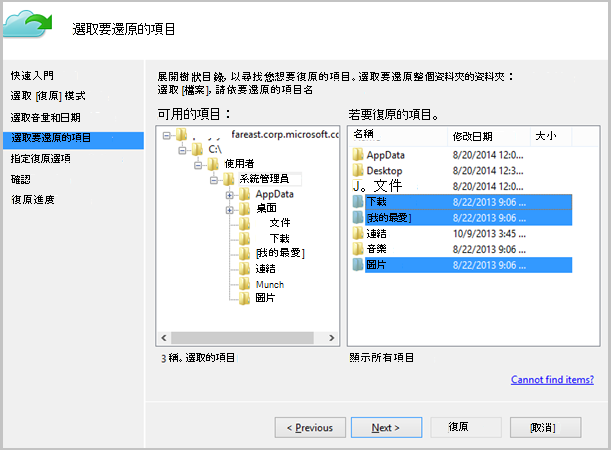 選取要還原的項目
快速入門
選取 [復原] 模式
選取音量和日期
選取要還原的項目
指定復原選項
確認
復原進度
展開樹狀目錄, 以尋找您想要復原的項目。選取要還原整個資料夾的資料夾：
選取 [檔案], 請依要還原的項目名
可用的項目：
fareast.corp.microsoft.cc
C:\
使用者
系統管理員
AppData
桌面
文件
下載
[我的最愛]
連結
Munch
圖片
3 稱。選取的項目
若要復原的項目。
名稱 修改日期 大小
AppData 8/20/2014 12:0...
Desktop 8/20/2014 12:3...
J。文件 8/20/2014 12:0...
下載 8/22/2013 9:06 ...
[我的最愛] 8/22/2013 9:06 ...
連結 10/9/2013 3:45 ...
音樂 8/22/2013 9:06 ...
圖片 8/22/2013 9:06 ...
顯示所有項目
Cannot find items?
< Previous
Next >
復原
[取消]